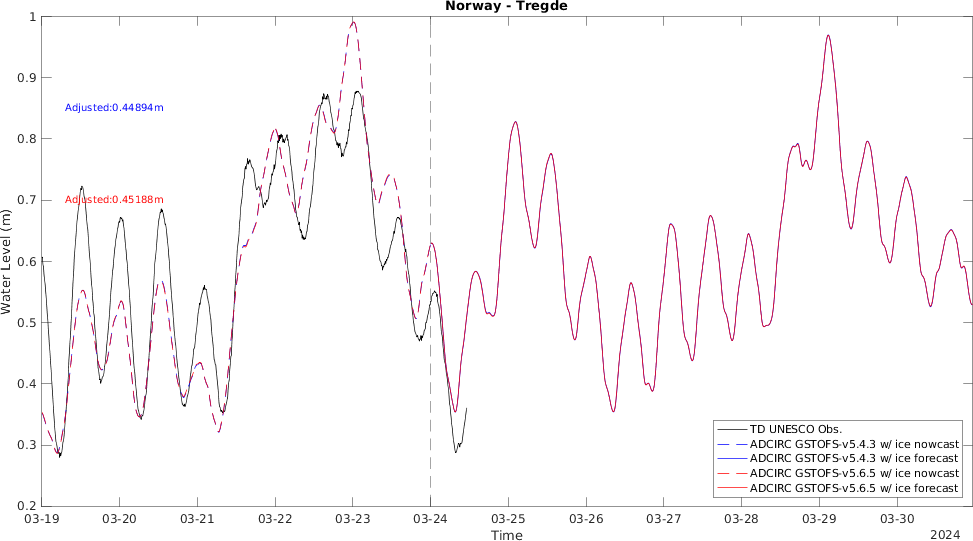 Norway - Tregde
1
0.9
0.8
0.7
0.6
0.5
0.4
0.3
0.2
Water Level (m)
Adjusted:0.44894m
Adjusted:0.45188m
TD UNESCO Obs.
ADCIRC GSTOFS-v5.4.3 w/ ice nowcast
ADCIRC GSTOFS-v5.4.3 w/ ice forecast
ADCIRC GSTOFS-v5.6.5 w/ ice nowcast
ADCIRC GSTOFS-v5.6.5 w/ ice forecast
03-19 03-20 03-21 03-22 03-23 03-24 03-25 03-26 03-27 03-28 03-29 03-30
Time
2024